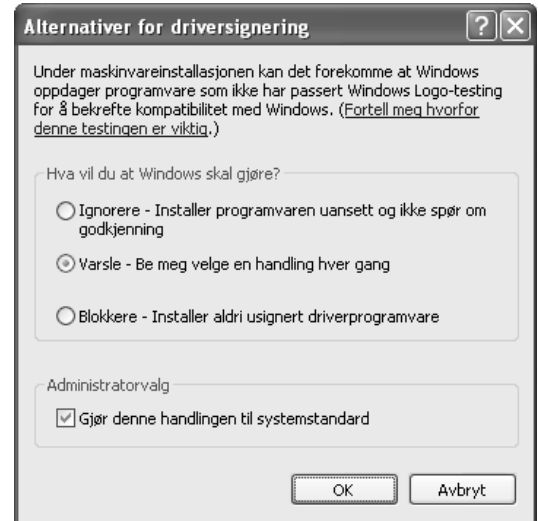 Alternativer for driversignering
Under maskinvareinstallasjonen kan det forekomme at Windows
oppdager programvare som ikke har passert Windows Logo-testing
for å bekrefte kompatibilitet med Windows. (Fortell meg hvorfor
denne testingen er viktig.)
Hva vil du at Windows skal gjøre?
Ignorere - Installer programvaren uansett og ikke spør om
godkjenning
Varsle - Be meg velge en handling hver gang
Blokkere - Installer aldri usignert driverprogramvare
Administratorvalg
Gjør denne handlingen til systemstandard
OK
Avbryt